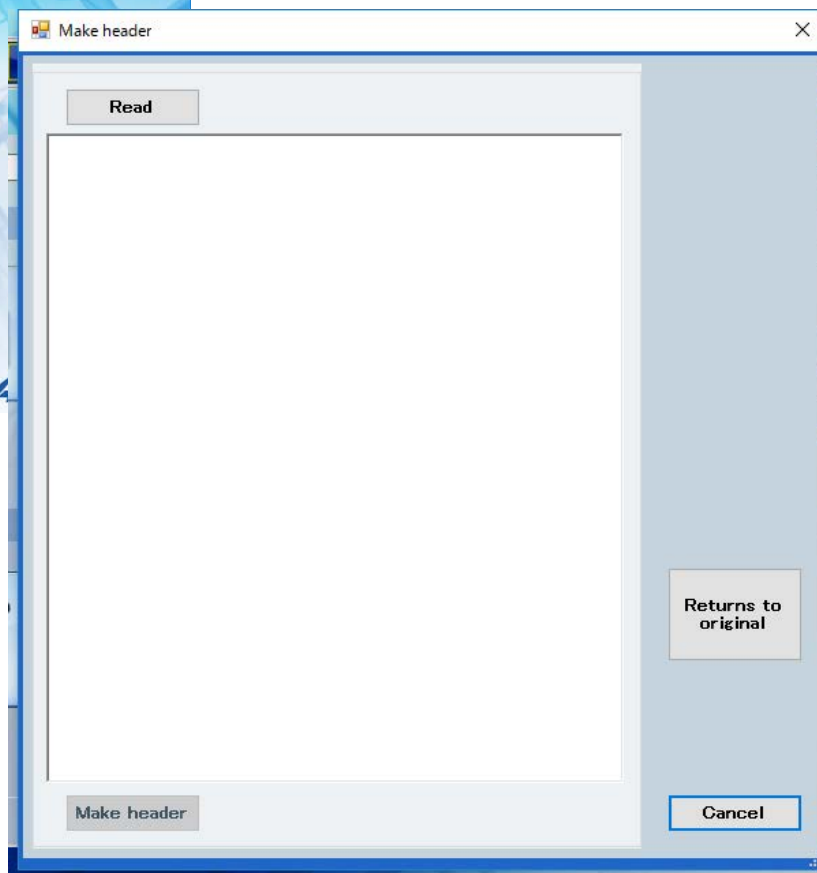 Make header
Read
Returns to
original
Make header
Cancel